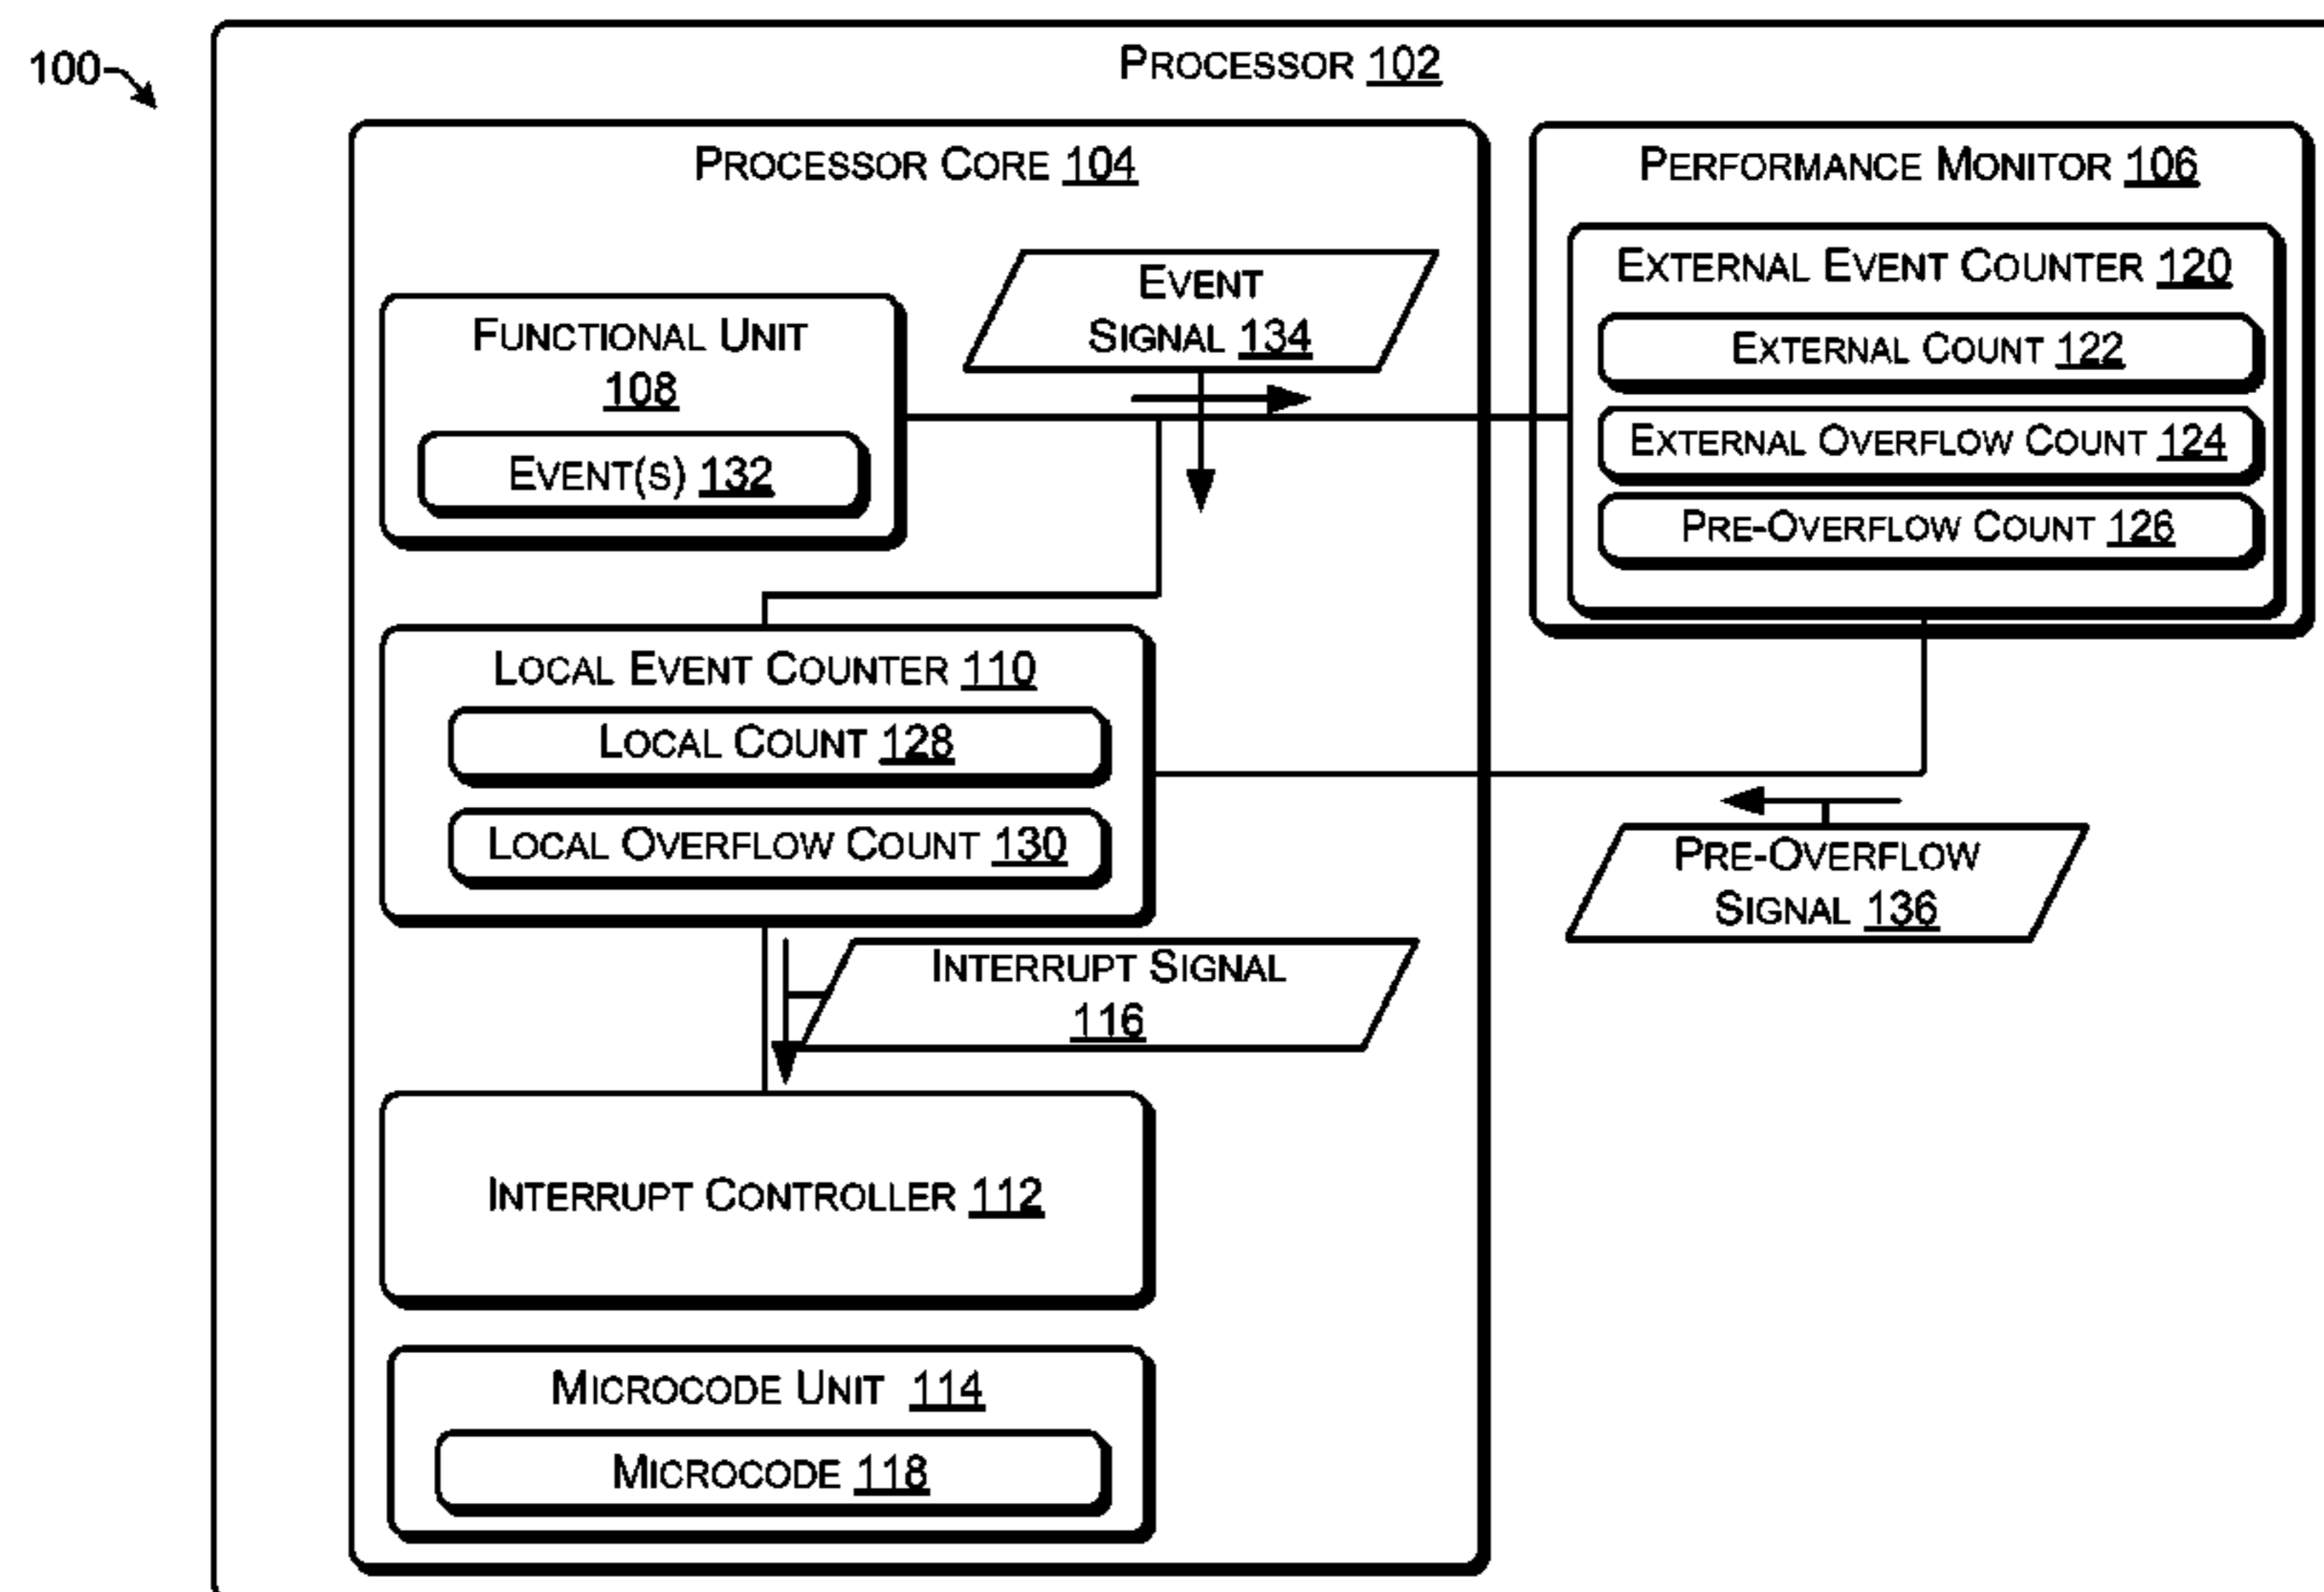 100
PROCESSOR 102
PROCESSOR CORE 104
PERFORMANCE MONITOR 106
EVENT
SIGNAL 134
EXTERNAL EVENT COUNTER 120
EXTERNAL COUNT 122
EXTERNAL OVERFLOW COUNT 124
PRE-OVERFLOW COUNT 126
FUNCTIONAL UNIT
108
EVENT(S) 132
LOCAL EVENT COUNTER 110
LOCAL COUNT 128
LOCAL OVERFLOW COUNT 130
PRE-OVERFLOW
SIGNAL 136
INTERRUPT SIGNAL
116
INTERRUPT CONTROLLER 112
MICROCODE UNIT 114
MICROCODE 118